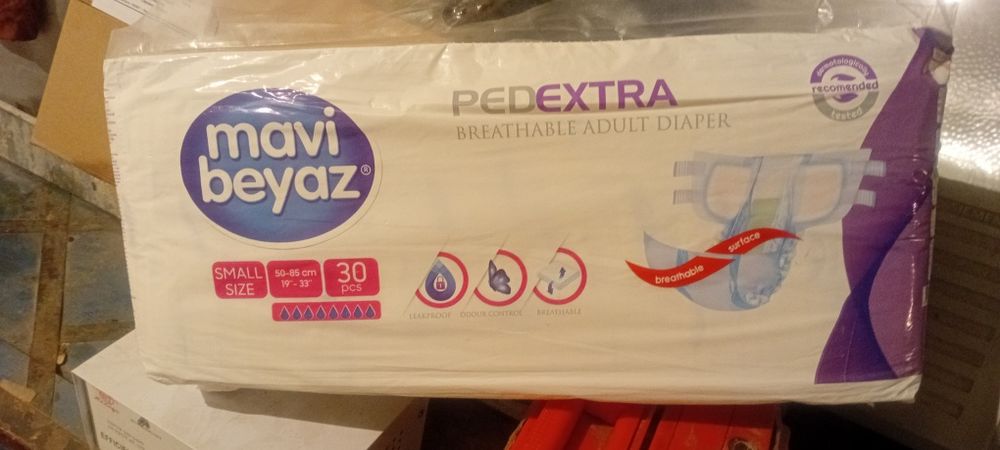 mavi
beyaz®
PEDEXTRA
BREATHABLE ADULT DIAPER
dermatologically
recomended
tested
SMALL
SIZE
50-85 cm
19"- 33"
30
pcs
LEAKPROOF
ODOUR CONTROL
BREATHABLE
breathable
surface